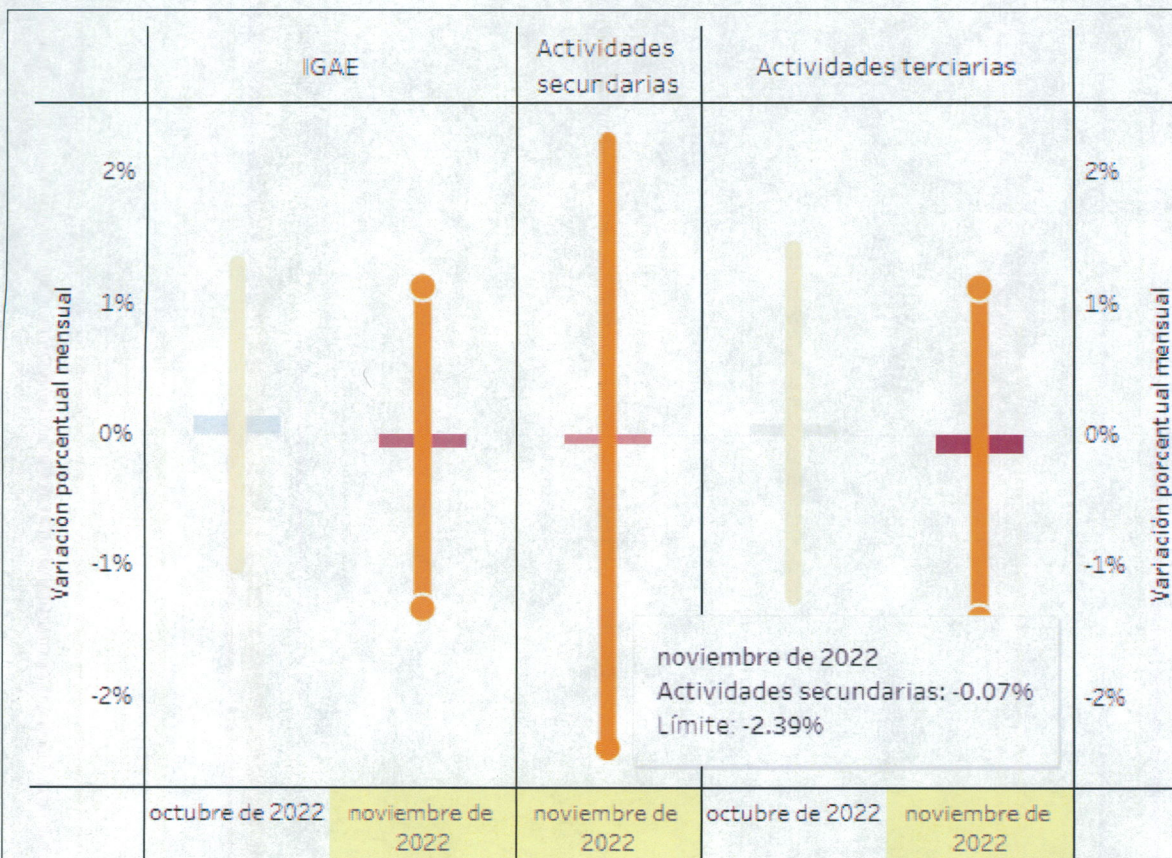 IGAE
Actividades
secundarias
Actividades terciarias
Variación porcentual mensual
2%
1%
0%
-1%
-2%
2%
1%
0%
-1%
-2%
Variación porcentual mensual
noviembre de 2022
Actividades secundarias: -0.07%
Límite: -2.39%
octubre de 2022
noviembre de
2022
noviembre de
2022
octubre de 2022
noviembre de
2022